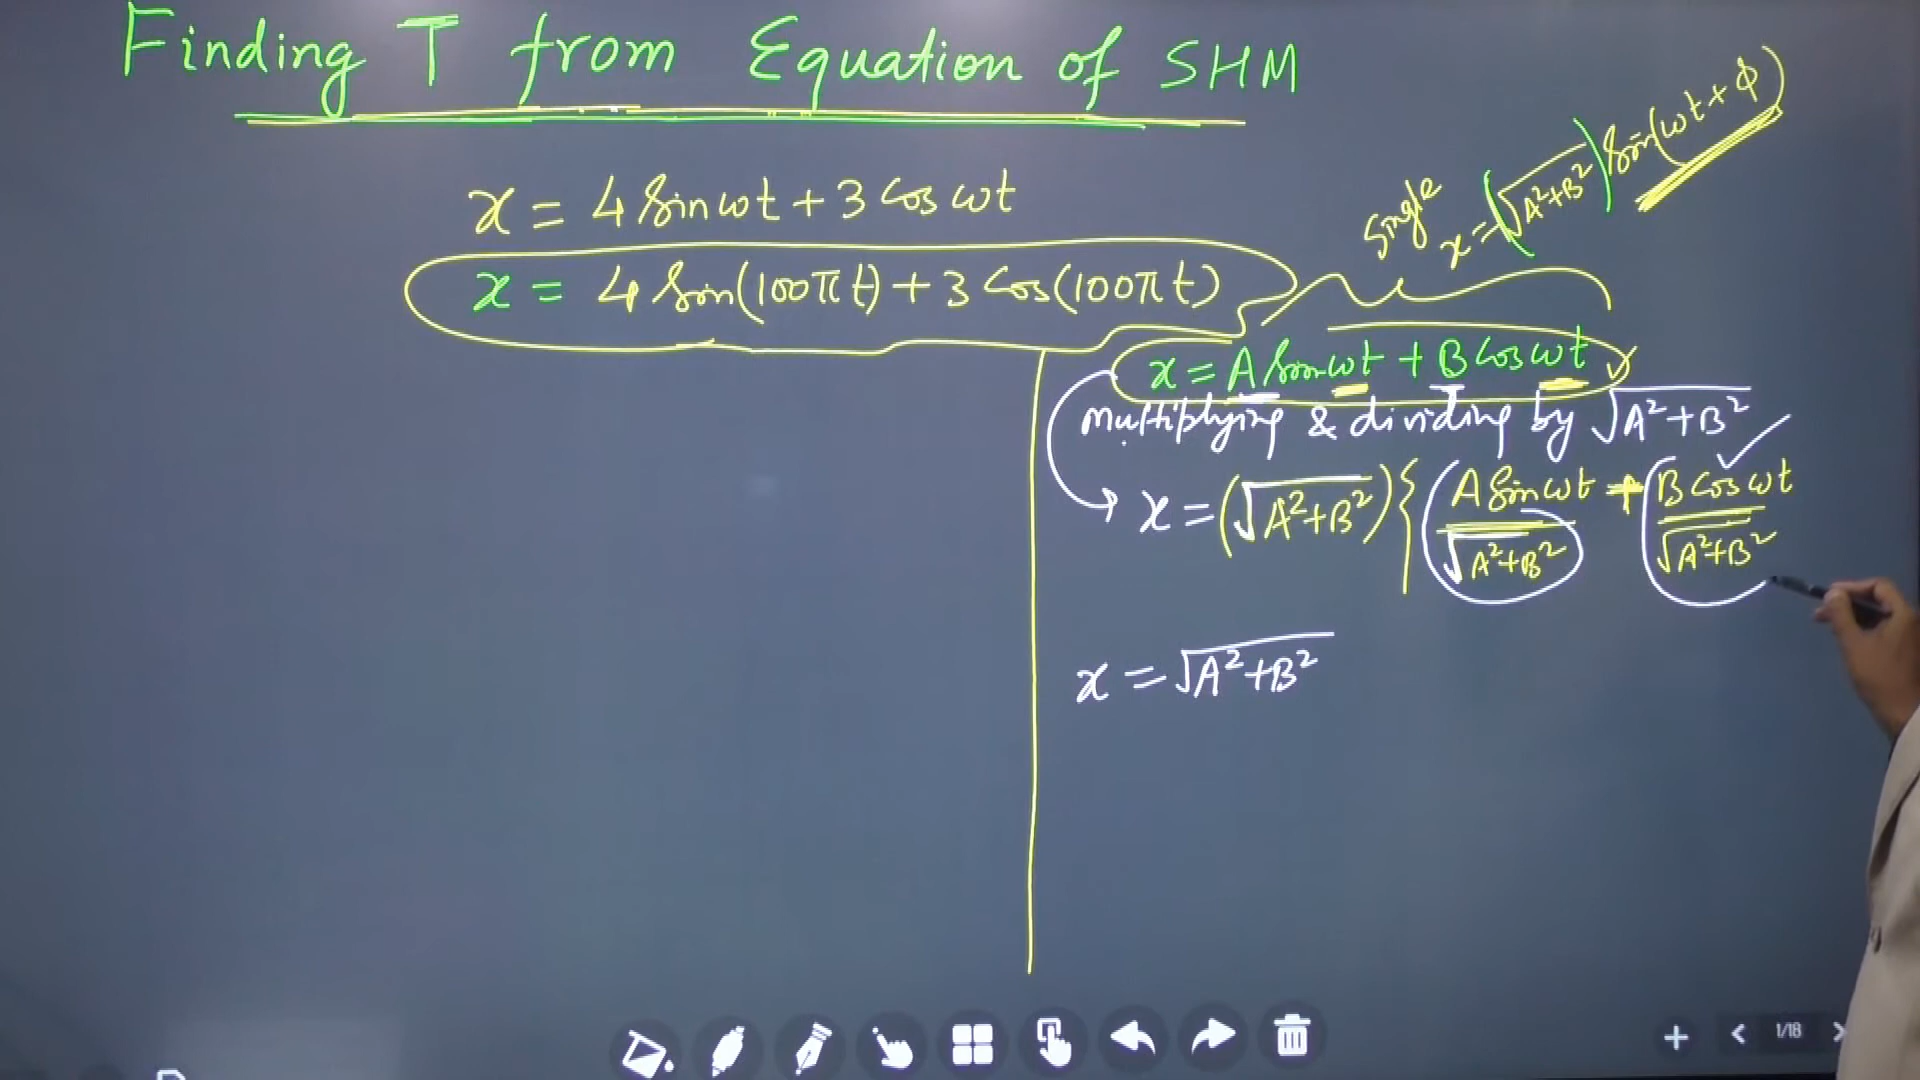 Finding T from Equation of SHM
x = 4 Sin ωt + 3 Cos ωt
x = 4 Sin(100πt) + 3 Cos(100πt)
Single
x = (√A²+B²) Sin(ωt + φ)
x = A Sin ωt + B Cos ωt
Multiplying & dividing by √A²+B²
x = (√A²+B²) { A Sin ωt / √A²+B² + B Cos ωt / √A²+B²
x = √A²+B²
1/18